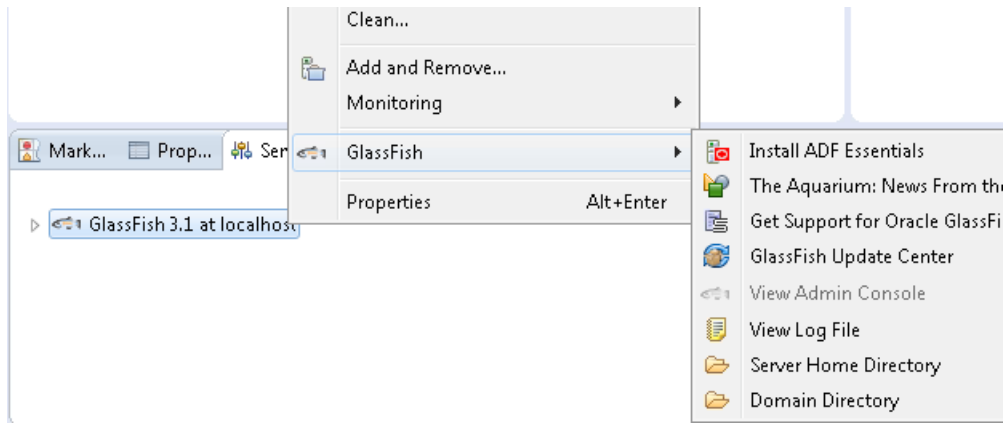 Clean...
Add and Remove...
Monitoring
Mark... Prop... Ser
GlassFish
Properties Alt+Enter
GlassFish 3.1 at localhost
Install ADF Essentials
The Aquarium: News From the
Get Support for Oracle GlassFi
GlassFish Update Center
View Admin Console
View Log File
Server Home Directory
Domain Directory